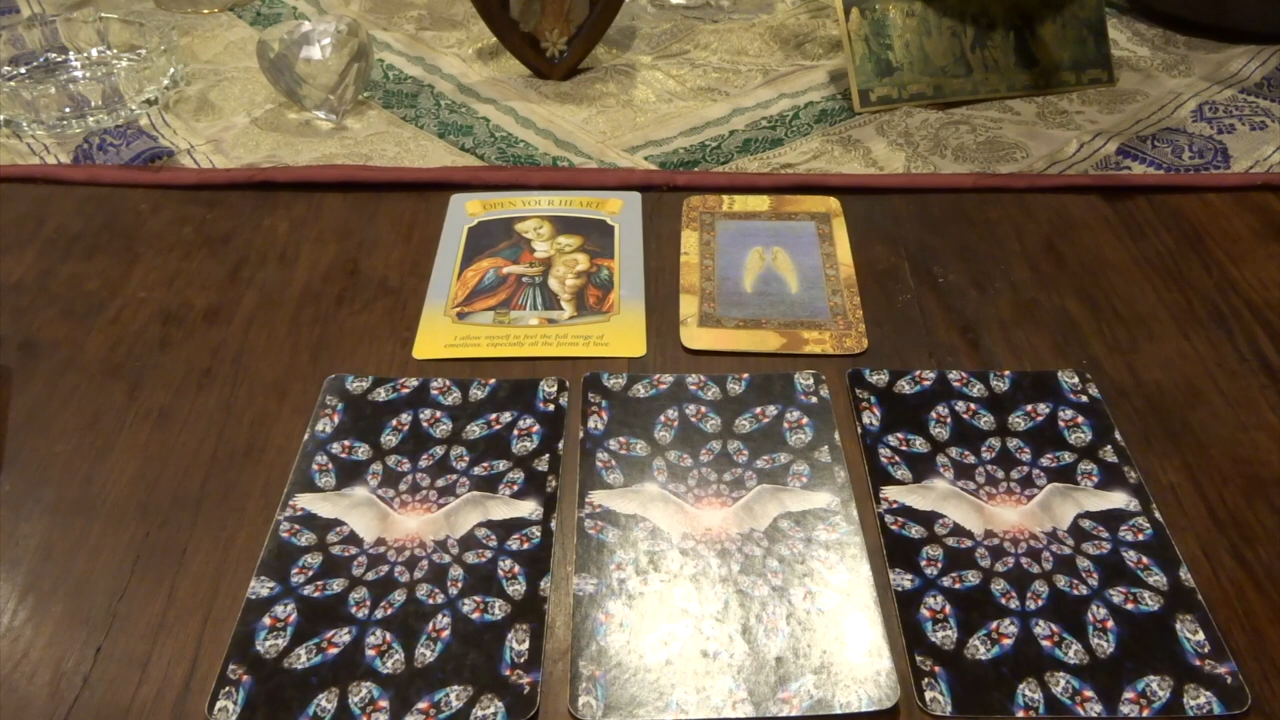 OPEN YOUR HEART
I allow myself to feel the full range of
emotions, especially all the forms of love